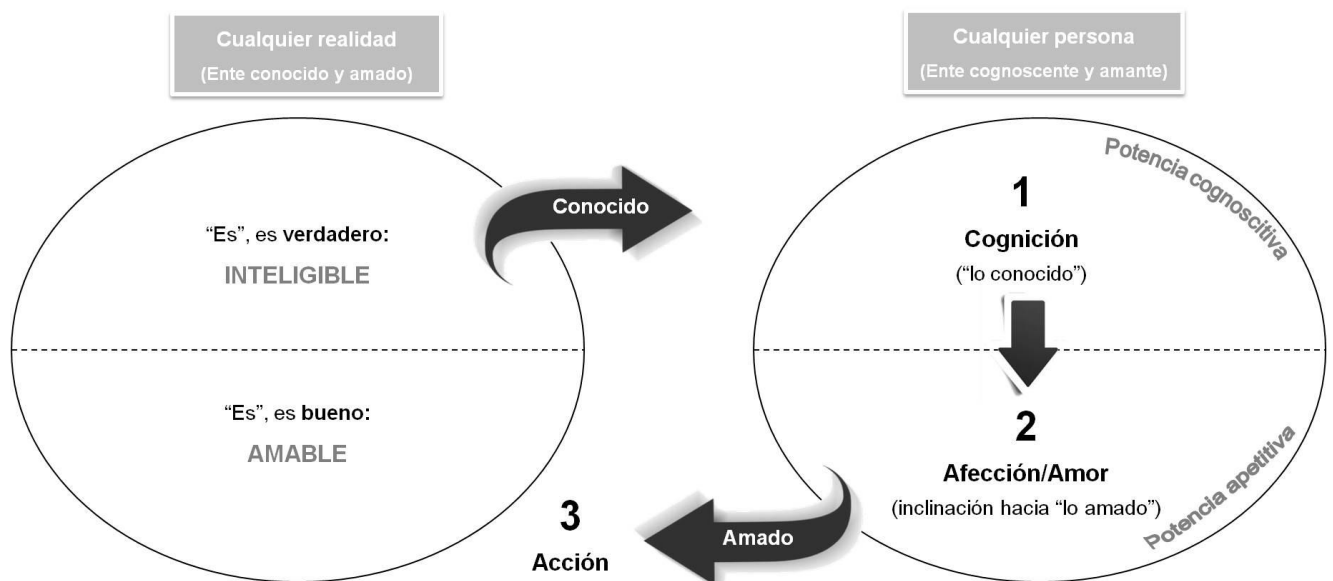 Cualquier realidad
(Ente conocido y amado)
Cualquier persona
(Ente cognoscente y amante)
“Es”, es verdadero:
INTELIGIBLE
Conocido
1
Cognición
(“lo conocido”)
Potencia cognoscitiva
“Es”, es bueno:
AMABLE
2
Afección/Amor
(inclinación hacia “lo amado”)
Potencia apetitiva
Amado
3
Acción